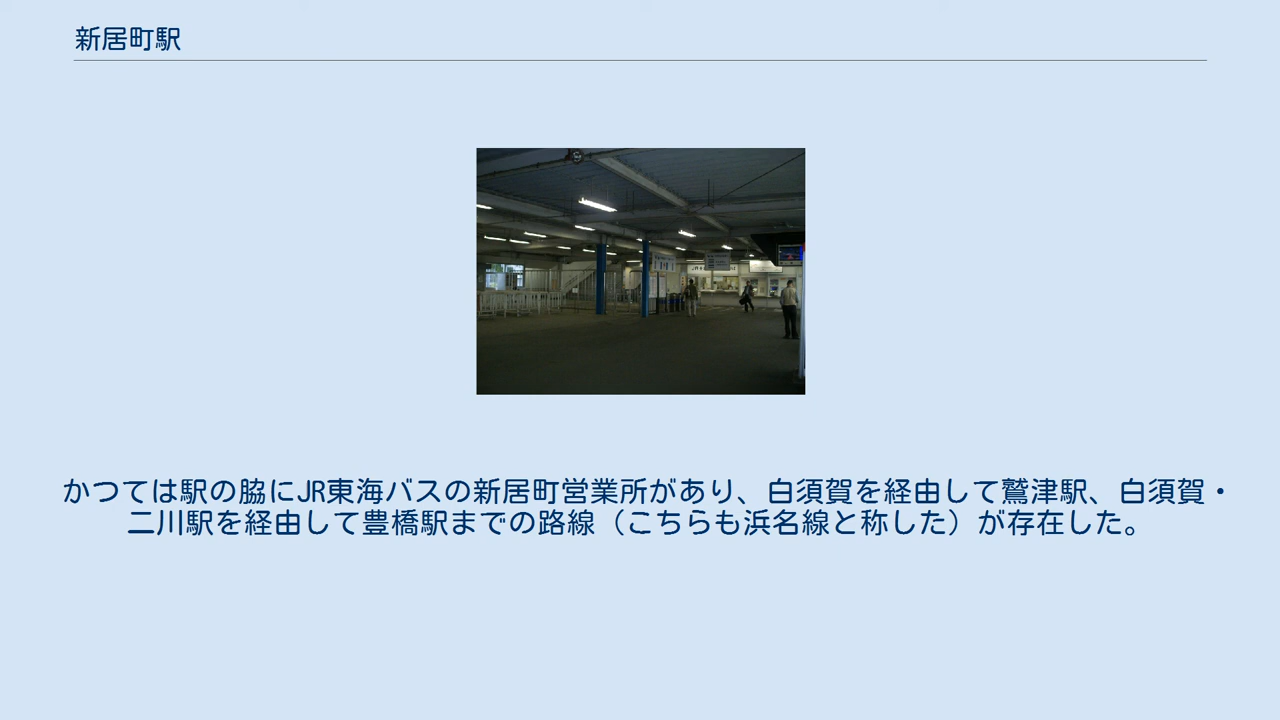 新居町駅
かつては駅の脇にJR東海バスの新居町営業所があり、白須賀を経由して鷲津駅、白須賀・
二川駅を経由して豊橋駅までの路線（こちらも浜名線と称した）が存在した。